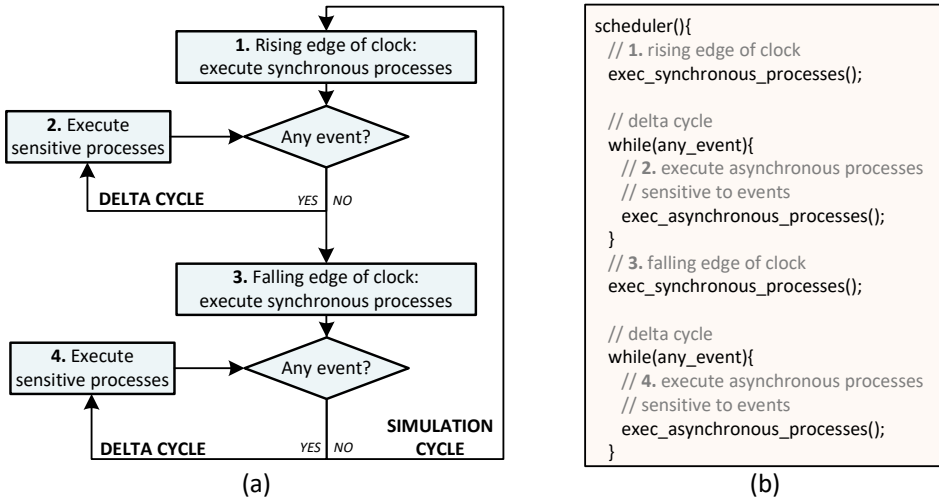 1. Rising edge of clock:
execute synchronous processes
2. Execute
sensitive processes
Any event?
DELTA CYCLE
YES
NO
3. Falling edge of clock:
execute synchronous processes
4. Execute
sensitive processes
Any event?
DELTA CYCLE
YES
NO
SIMULATION
CYCLE
(a)
scheduler(){
// 1. rising edge of clock
exec_synchronous_processes();
// delta cycle
while(any_event){
// 2. execute asynchronous processes
// sensitive to events
exec_asynchronous_processes();
}
// 3. falling edge of clock
exec_synchronous_processes();
// delta cycle
while(any_event){
// 4. execute asynchronous processes
// sensitive to events
exec_asynchronous_processes();
}
(b)